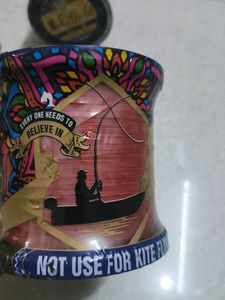 EVERY ONE NEEDS TO
BELIEVE IN
NOT USE FOR KITE